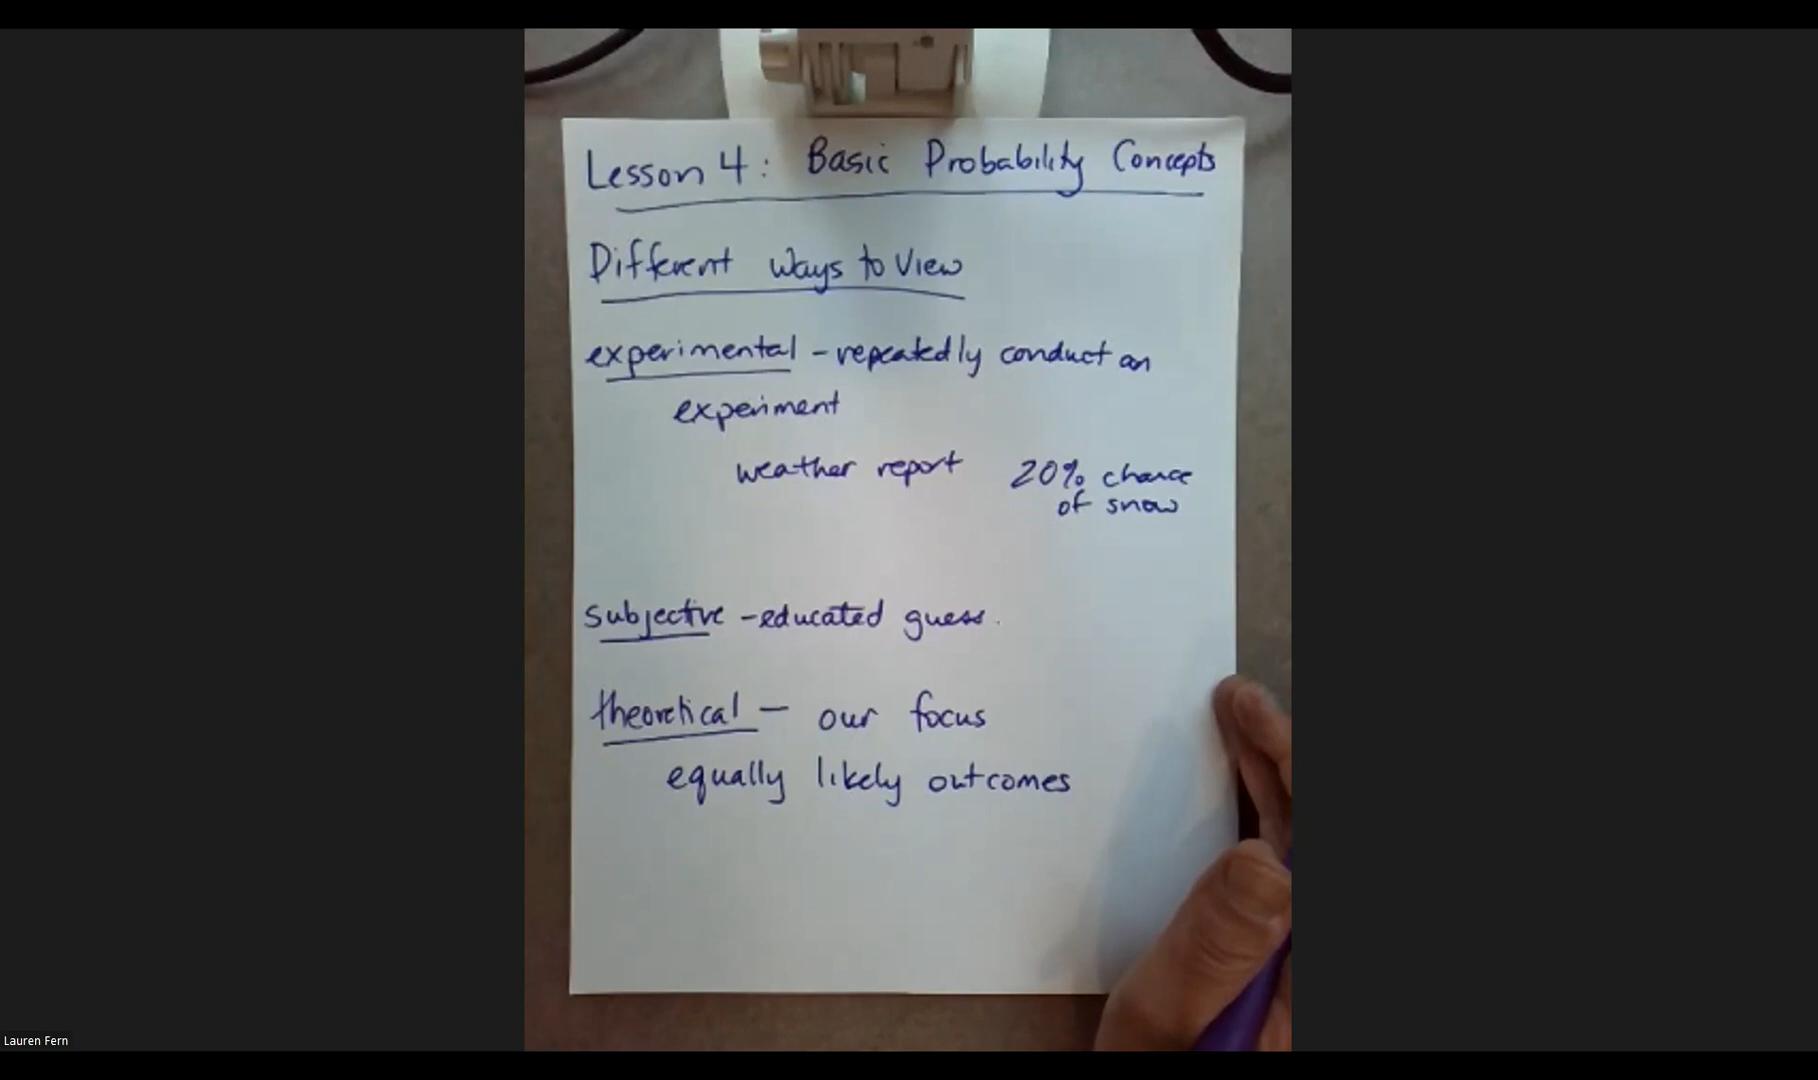 Lesson 4: Basic Probability Concepts
Different Ways to View
experimental - repeatedly conduct an
experiment
weather report 20% chance
of snow
subjective - educated guess.
theoretical - our focus
equally likely outcomes
Lauren Fern